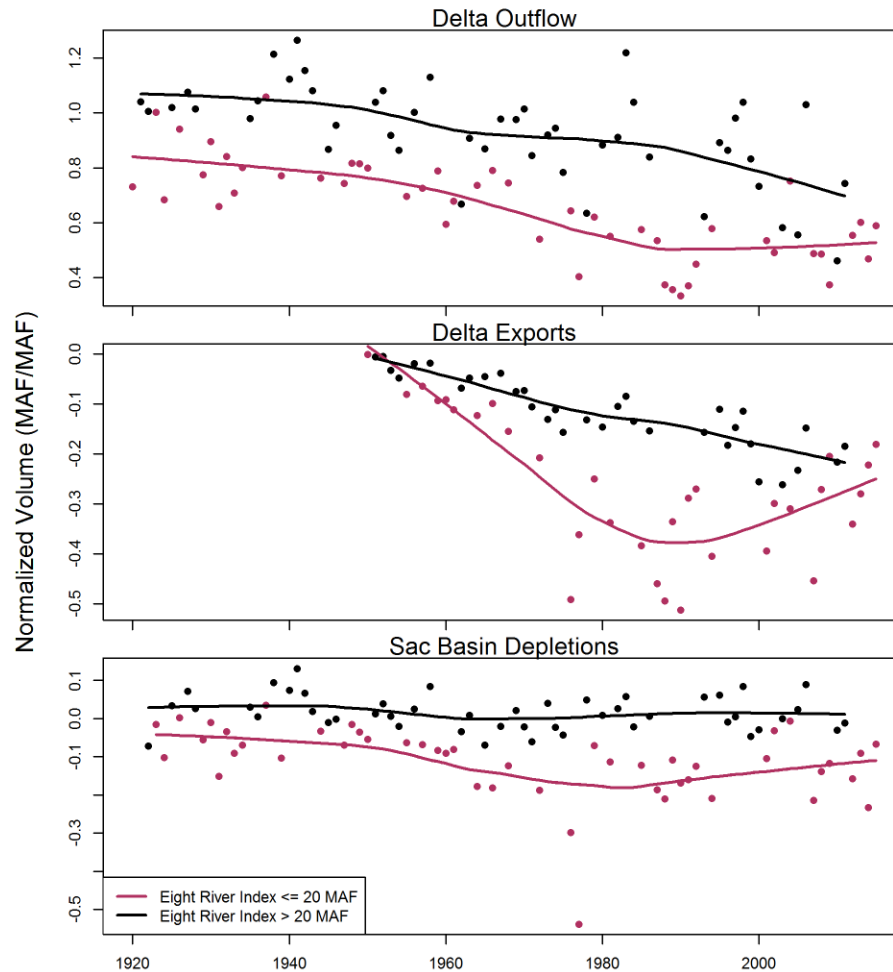 Delta Outflow
1.2
1.0
0.8
0.6
0.4
Delta Exports
0.0
-0.1
-0.2
-0.3
-0.4
-0.5
Normalized Volume (MAF/MAF)
Sac Basin Depletions
0.1
0.0
-0.1
-0.3
-0.5
Eight River Index <= 20 MAF
Eight River Index > 20 MAF
1920 1940 1960 1980 2000